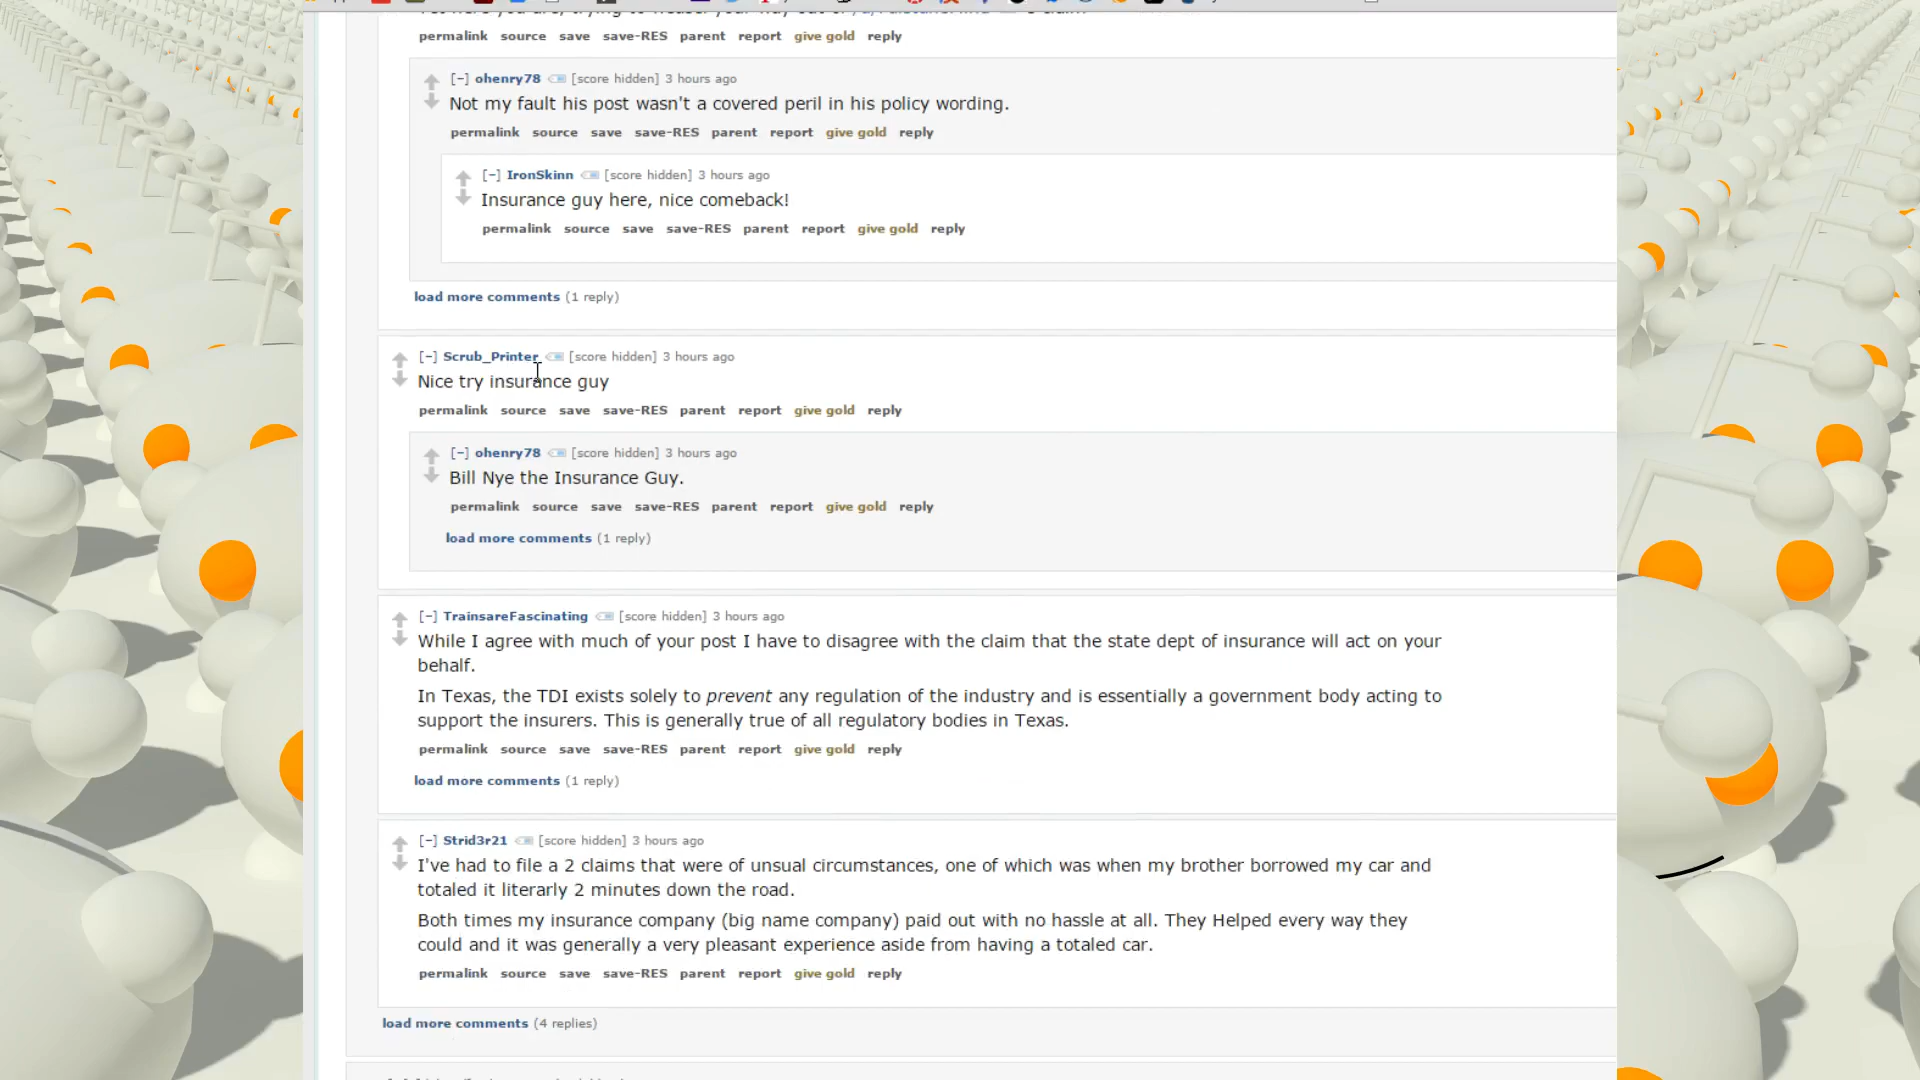 permalink source save save-RES parent report give gold reply
[-] ohenry78 [score hidden] 3 hours ago
Not my fault his post wasn't a covered peril in his policy wording.
permalink source save save-RES parent report give gold reply
[-] IronSkinn [score hidden] 3 hours ago
Insurance guy here, nice comeback!
permalink source save save-RES parent report give gold reply
load more comments (1 reply)
[-] Scrub_Printer [score hidden] 3 hours ago
Nice try insurance guy
permalink source save save-RES parent report give gold reply
[-] ohenry78 [score hidden] 3 hours ago
Bill Nye the Insurance Guy.
permalink source save save-RES parent report give gold reply
load more comments (1 reply)
[-] TrainsareFascinating [score hidden] 3 hours ago
While I agree with much of your post I have to disagree with the claim that the state dept of insurance will act on your
behalf.
In Texas, the TDI exists solely to prevent any regulation of the industry and is essentially a government body acting to
support the insurers. This is generally true of all regulatory bodies in Texas.
permalink source save save-RES parent report give gold reply
load more comments (1 reply)
[-] Strid3r21 [score hidden] 3 hours ago
I've had to file a 2 claims that were of unsual circumstances, one of which was when my brother borrowed my car and
totaled it literarly 2 minutes down the road.
Both times my insurance company (big name company) paid out with no hassle at all. They Helped every way they
could and it was generally a very pleasant experience aside from having a totaled car.
permalink source save save-RES parent report give gold reply
load more comments (4 replies)